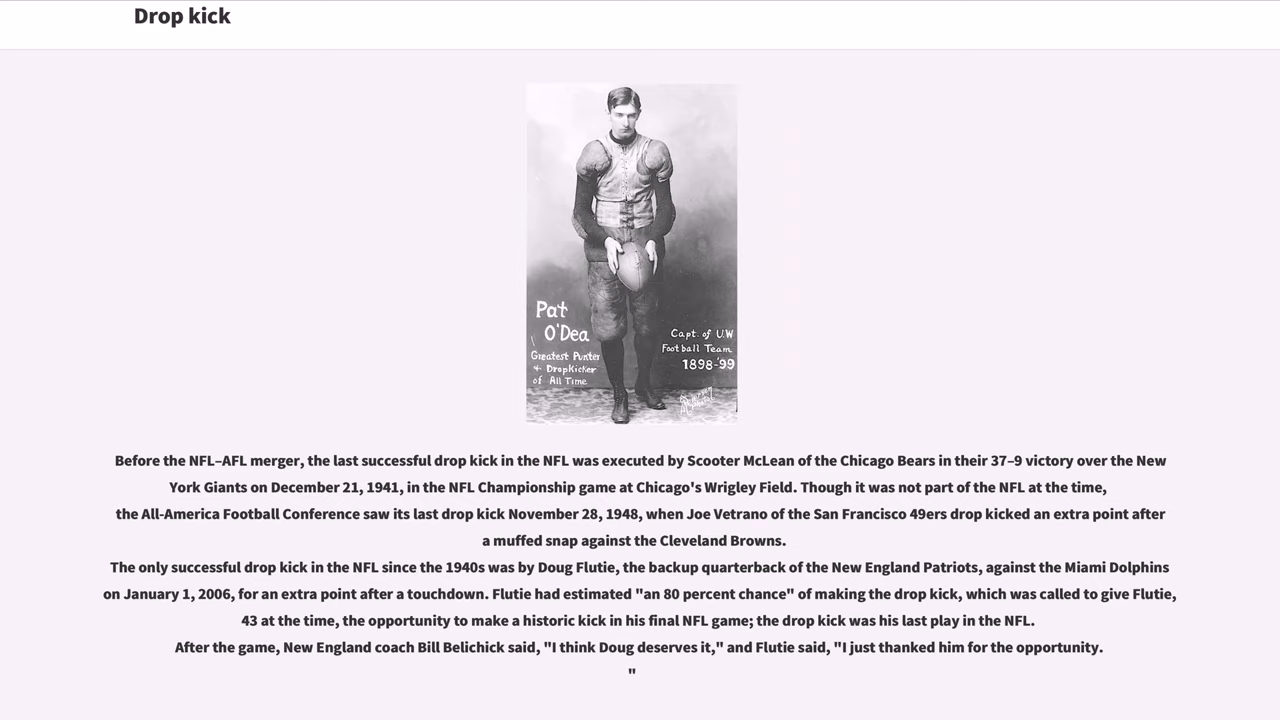 Drop kick
Pat
O'Dea
Greatest Punter
+ DropKicker
of All Time
Capt. of U.W
Football Team
1898-'99
Before the NFL–AFL merger, the last successful drop kick in the NFL was executed by Scooter McLean of the Chicago Bears in their 37–9 victory over the New
York Giants on December 21, 1941, in the NFL Championship game at Chicago's Wrigley Field. Though it was not part of the NFL at the time,
the All-America Football Conference saw its last drop kick November 28, 1948, when Joe Vetrano of the San Francisco 49ers drop kicked an extra point after
a muffed snap against the Cleveland Browns.
The only successful drop kick in the NFL since the 1940s was by Doug Flutie, the backup quarterback of the New England Patriots, against the Miami Dolphins
on January 1, 2006, for an extra point after a touchdown. Flutie had estimated "an 80 percent chance" of making the drop kick, which was called to give Flutie,
43 at the time, the opportunity to make a historic kick in his final NFL game; the drop kick was his last play in the NFL.
After the game, New England coach Bill Belichick said, "I think Doug deserves it," and Flutie said, "I just thanked him for the opportunity.
"